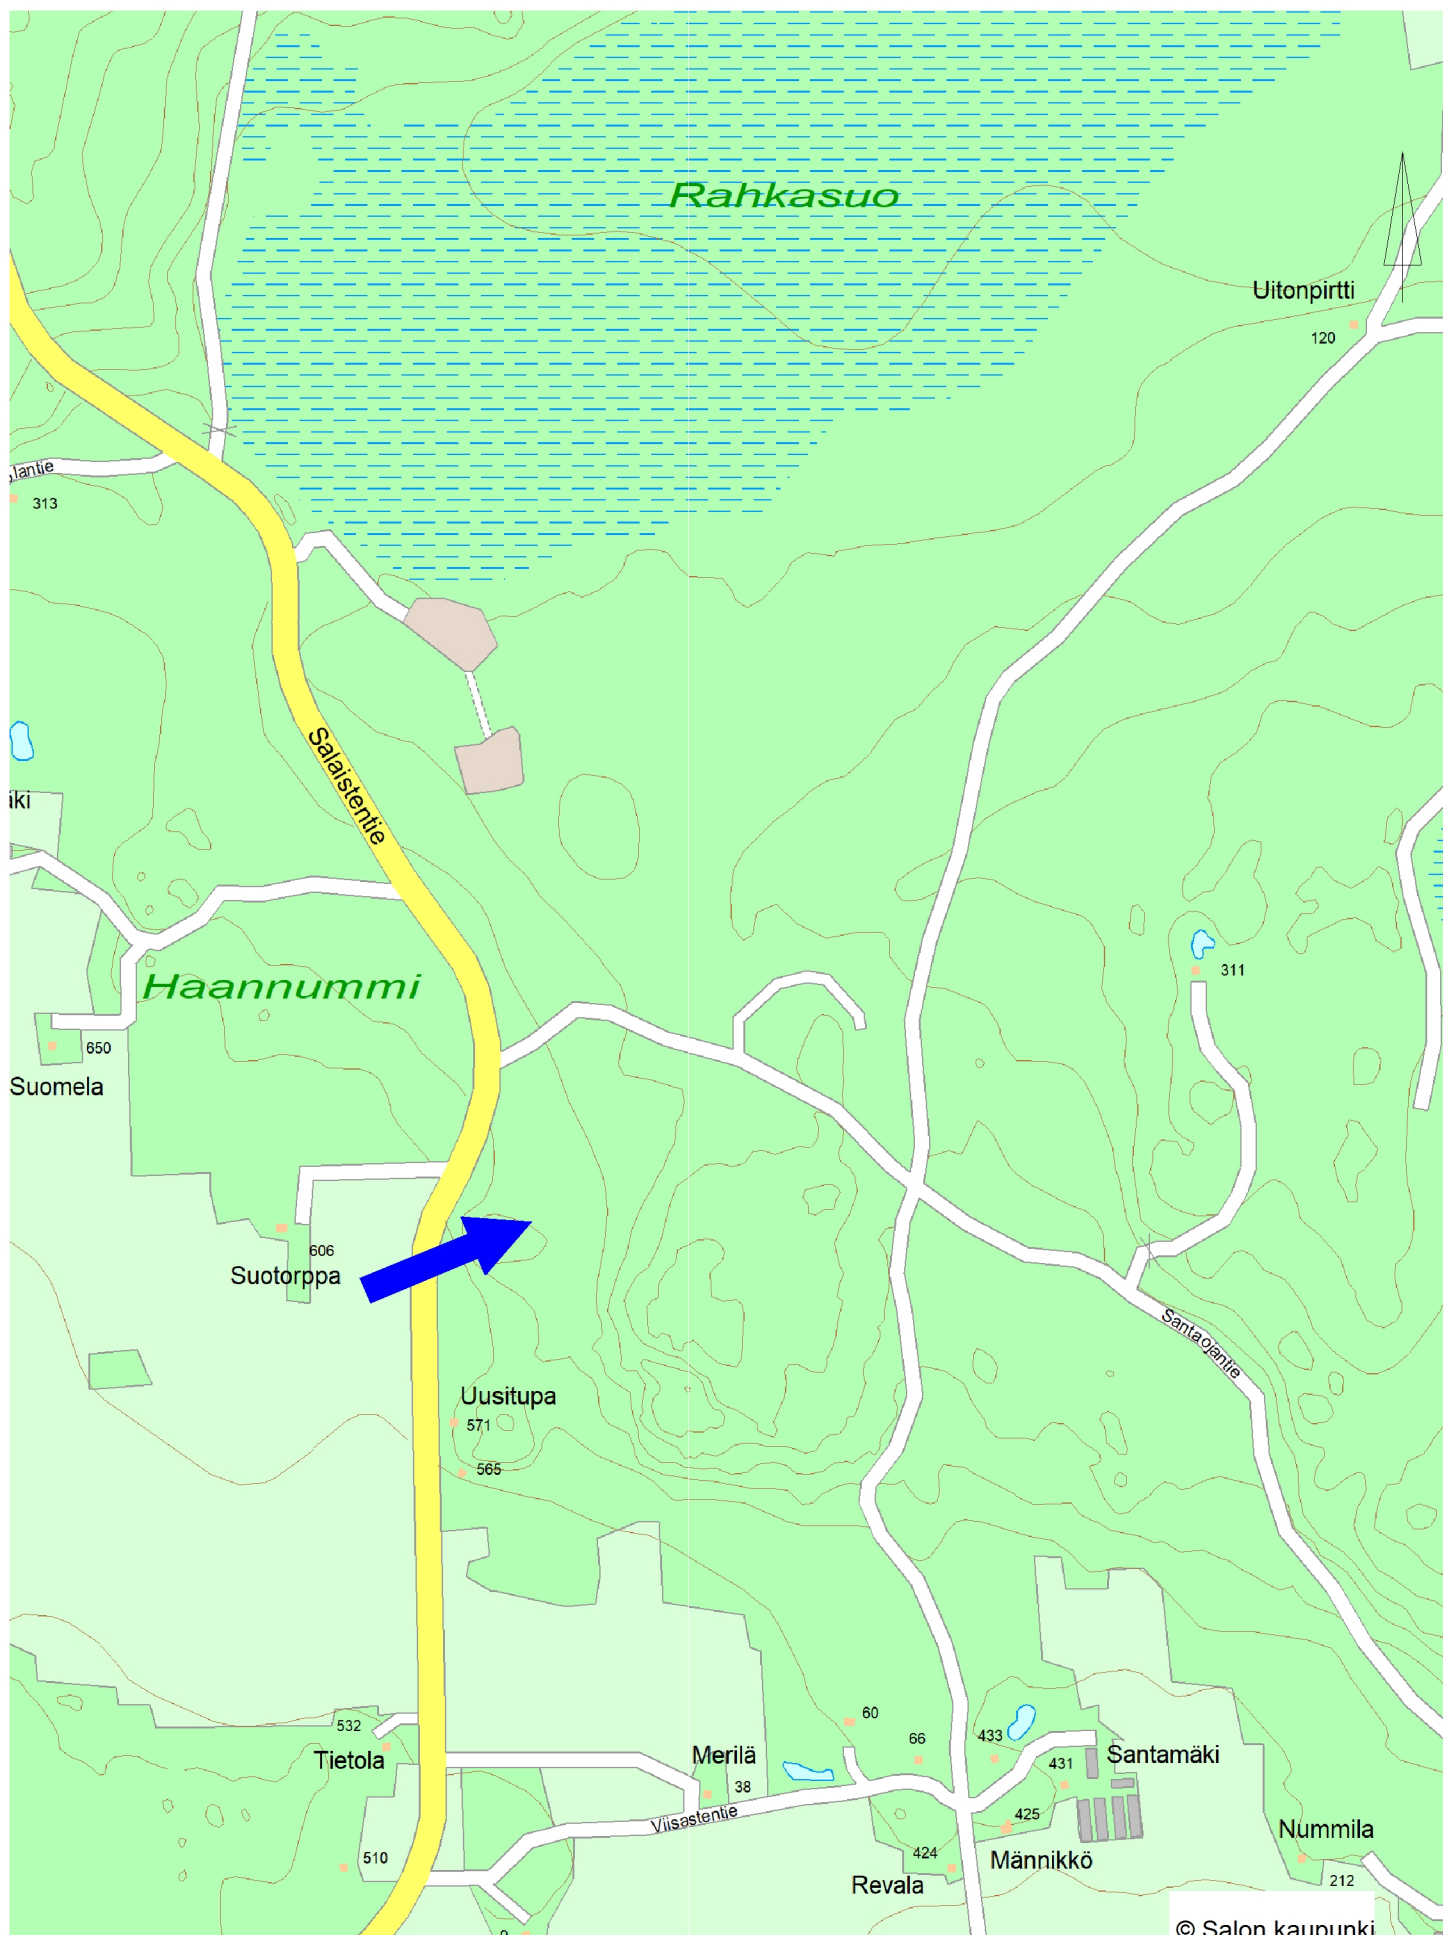 Rahkasuo
Uitonpirtti
120
313
Salaistentie
Haannummi
311
650
Suomela
606
Suotorppa
Santaojantie
Uusitupa
571
565
60
532
66
433
Tietola
Merilä
431
Santamäki
38
Viisastentie
425
510
424
Männikkö
Nummila
Revala
212
© Salon kaupunki